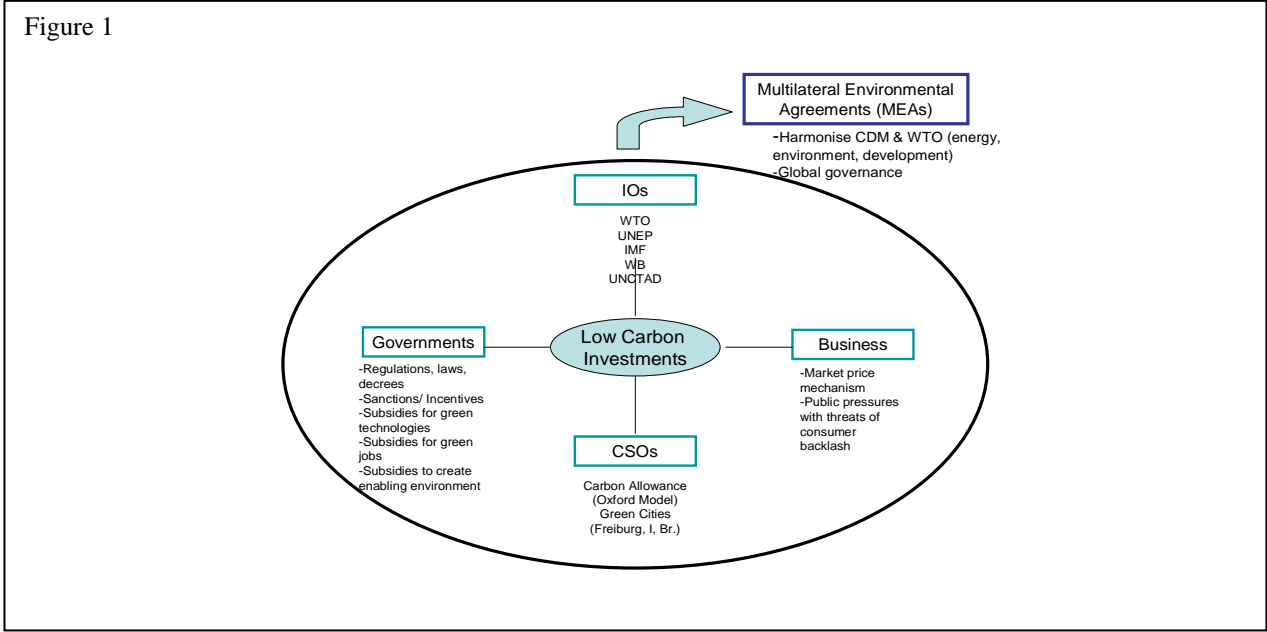 Figure 1
Multilateral Environmental
Agreements (MEAs)
-Harmonise CDM & WTO (energy,
environment, development)
-Global governance
IOs
WTO
UNEP
IMF
WB
UNCTAD
Low Carbon
Investments
Governments
-Regulations, laws,
decrees
-Sanctions/ Incentives
-Subsidies for green
technologies
-Subsidies for green
jobs
-Subsidies to create
enabling environment
Business
-Market price
mechanism
-Public pressures
with threats of
consumer
backlash
CSOs
Carbon Allowance
(Oxford Model)
Green Cities
(Freiburg, I, Br.)